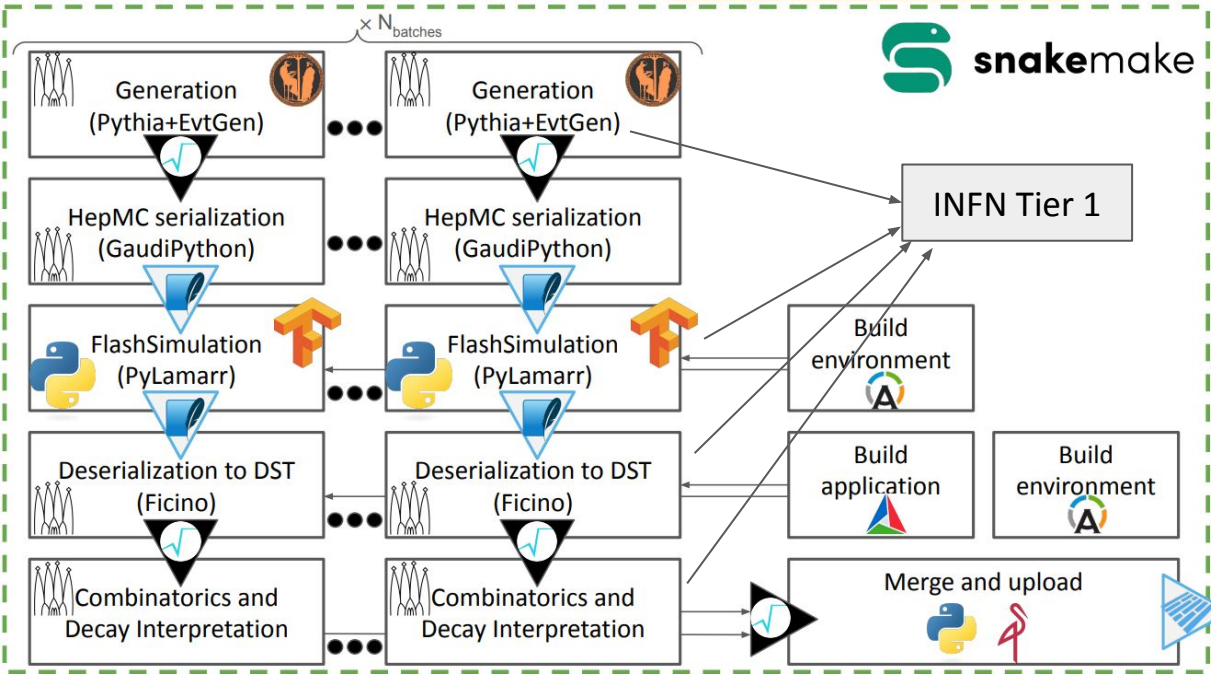 × N_batches
snakemake
Generation
(Pythia+EvtGen)
Generation
(Pythia+EvtGen)
INFN Tier 1
HepMC serialization
(GaudiPython)
HepMC serialization
(GaudiPython)
FlashSimulation
(PyLamarr)
FlashSimulation
(PyLamarr)
Build
environment
Deserialization to DST
(Ficino)
Deserialization to DST
(Ficino)
Build
application
Build
environment
Combinatorics and
Decay Interpretation
Combinatorics and
Decay Interpretation
Merge and upload